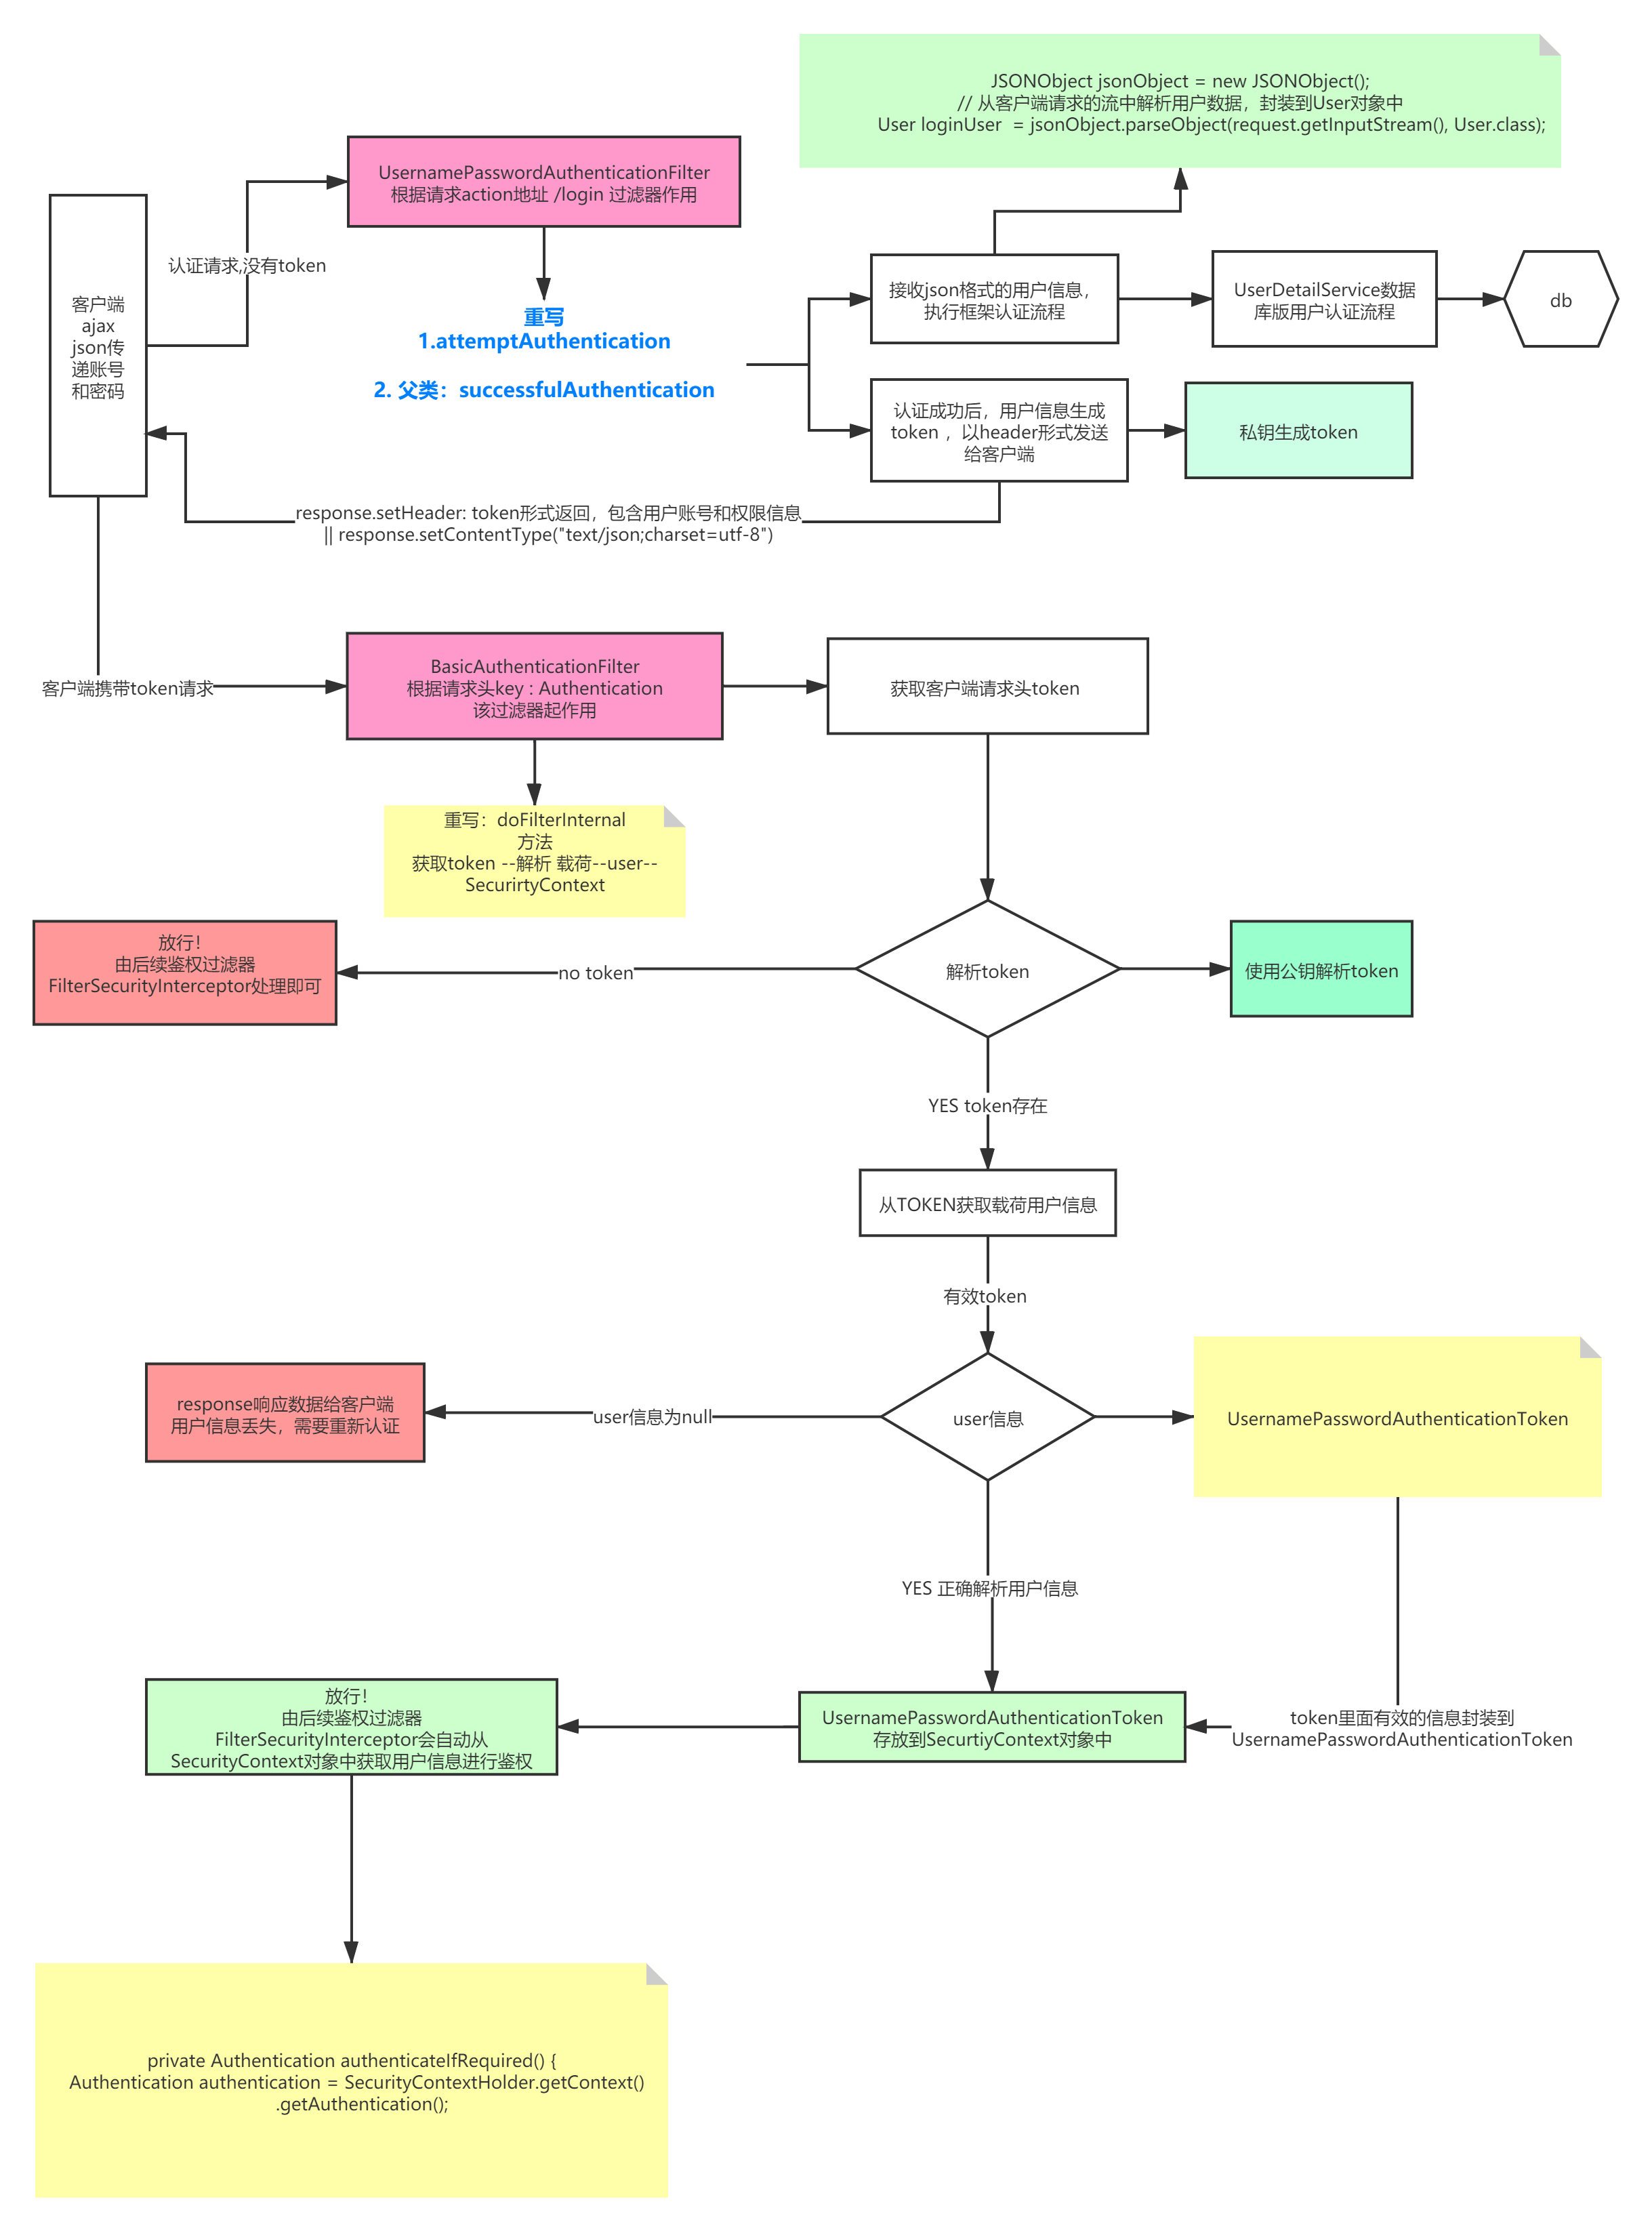 JSONObject jsonObject = new JSONObject();
// 从客户端请求的流中解析用户数据，封装到User对象中
User loginUser  = jsonObject.parseObject(request.getInputStream(), User.class);
UsernamePasswordAuthenticationFilter
根据请求action地址 /login 过滤器作用
认证请求,没有token
客户端
ajax
json传
递账号
和密码
重写
1.attemptAuthentication
2. 父类：successfulAuthentication
接收json格式的用户信息，
执行框架认证流程
UserDetailService数据
库版用户认证流程
db
认证成功后，用户信息生成
token ，以header形式发送
给客户端
私钥生成token
response.setHeader: token形式返回，包含用户账号和权限信息
|| response.setContentType("text/json;charset=utf-8")
客户端携带token请求
BasicAuthenticationFilter
根据请求头key : Authentication
该过滤器起作用
获取客户端请求头token
重写：doFilterInternal
方法
获取token --解析 载荷--user--
SecurirtyContext
放行！
由后续鉴权过滤器
FilterSecurityInterceptor处理即可
no token
解析token
使用公钥解析token
YES token存在
从TOKEN获取载荷用户信息
有效token
response响应数据给客户端
用户信息丢失，需要重新认证
user信息为null
user信息
UsernamePasswordAuthenticationToken
YES 正确解析用户信息
放行！
由后续鉴权过滤器
FilterSecurityInterceptor会自动从
SecurityContext对象中获取用户信息进行鉴权
UsernamePasswordAuthenticationToken
存放到SecurtiyContext对象中
token里面有效的信息封装到
UsernamePasswordAuthenticationToken
private Authentication authenticateIfRequired() {
Authentication authentication = SecurityContextHolder.getContext()
.getAuthentication();